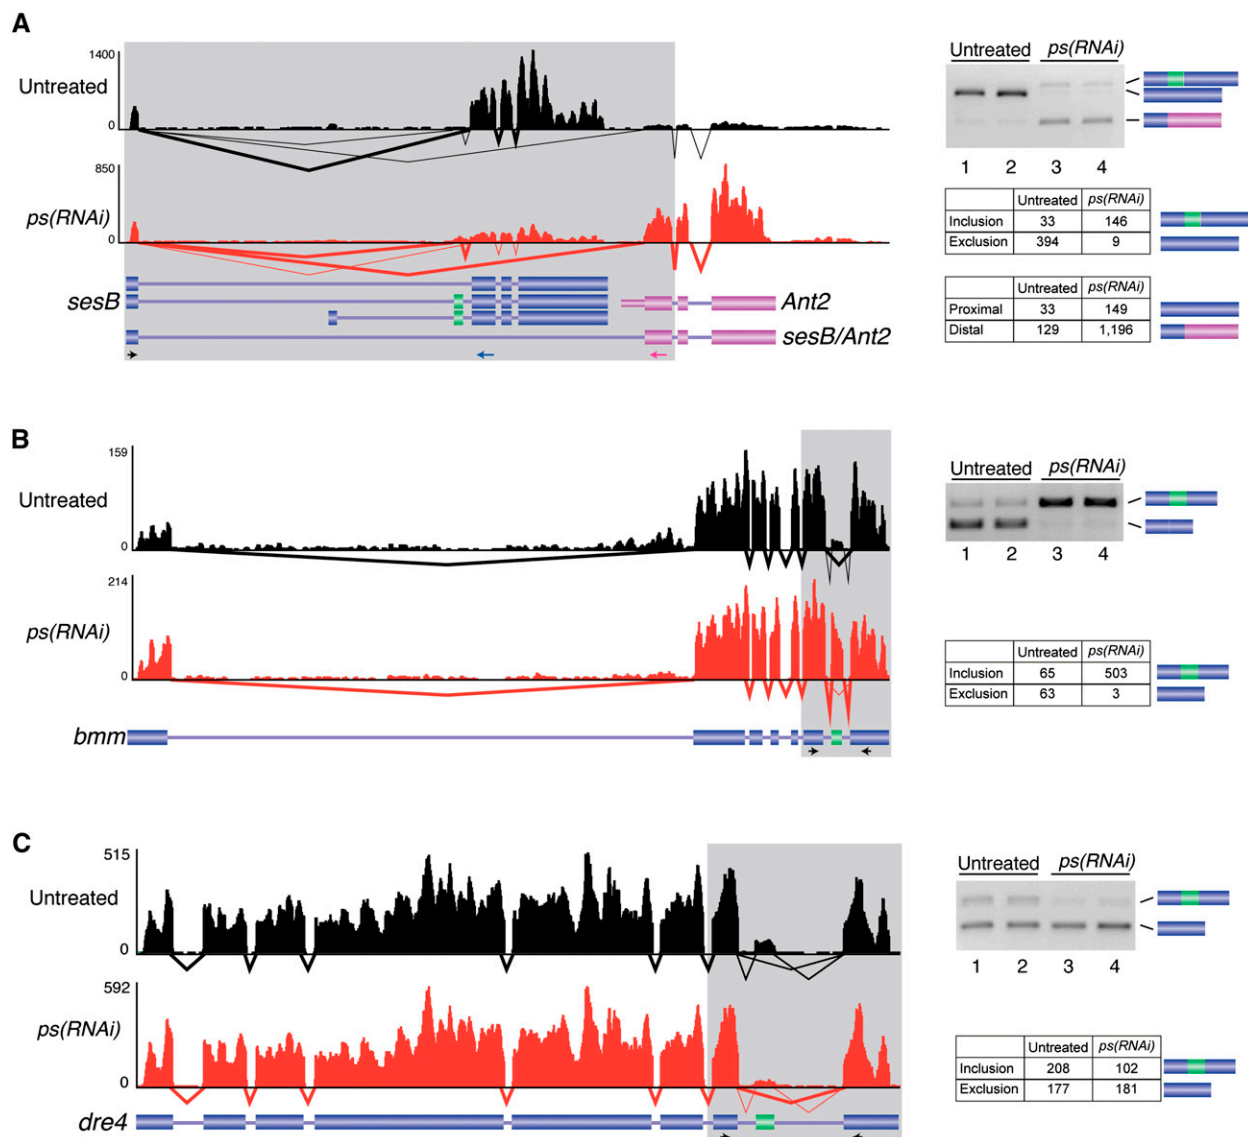 A
1400
Untreated
850
ps(RNAi)
sesB
Ant2
sesB/Ant2
Untreated ps(RNAi)
1 2 3 4
Untreated ps(RNAi)
Inclusion 33 146
Exclusion 394 9
Untreated ps(RNAi)
Proximal 33 149
Distal 129 1,196
0
0
B
159
Untreated
0
214
ps(RNAi)
0
bmm
Untreated ps(RNAi)
1 2 3 4
Untreated ps(RNAi)
Inclusion 65 503
Exclusion 63 3
C
515
Untreated
0
592
ps(RNAi)
0
dre4
Untreated ps(RNAi)
1 2 3 4
Untreated ps(RNAi)
Inclusion 208 102
Exclusion 177 181